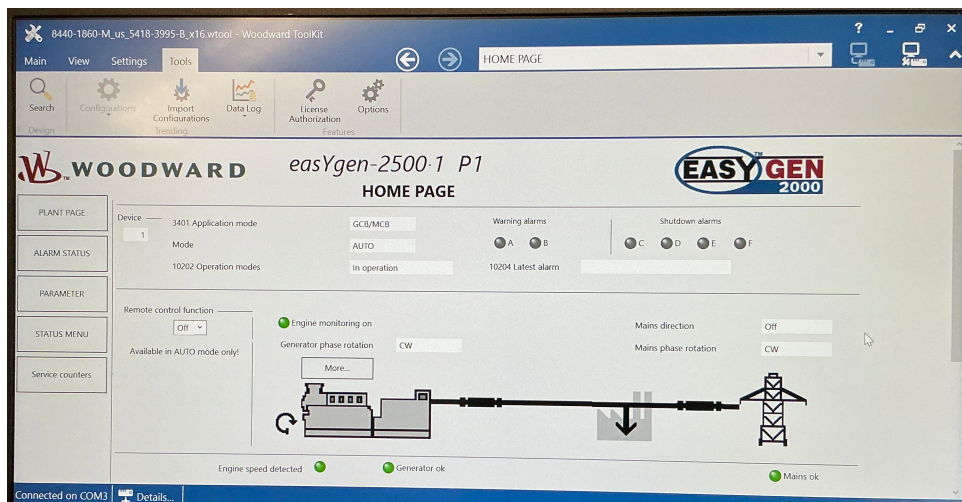 8440-1860-M_us_5418-3995-B_x16.wtool - Woodward ToolKit
?
Main View Settings Tools
HOME PAGE
Search Configurations Import Configurations Data Log License Authorization Options
Design Trending Features
WOODWARD
easYgen-2500-1 P1
HOME PAGE
EASYGEN™
2000
PLANT PAGE
ALARM STATUS
PARAMETER
STATUS MENU
Service counters
Device
1
3401 Application mode GCB/MCB
Mode AUTO
10202 Operation modes In operation
Warning alarms
A B
Shutdown alarms
C D E F
10204 Latest alarm
Remote control function
Off
Available in AUTO mode only!
Engine monitoring on
Generator phase rotation CW
More...
Mains direction Off
Mains phase rotation CW
Engine speed detected Generator ok Mains ok
Connected on COM3 Details...